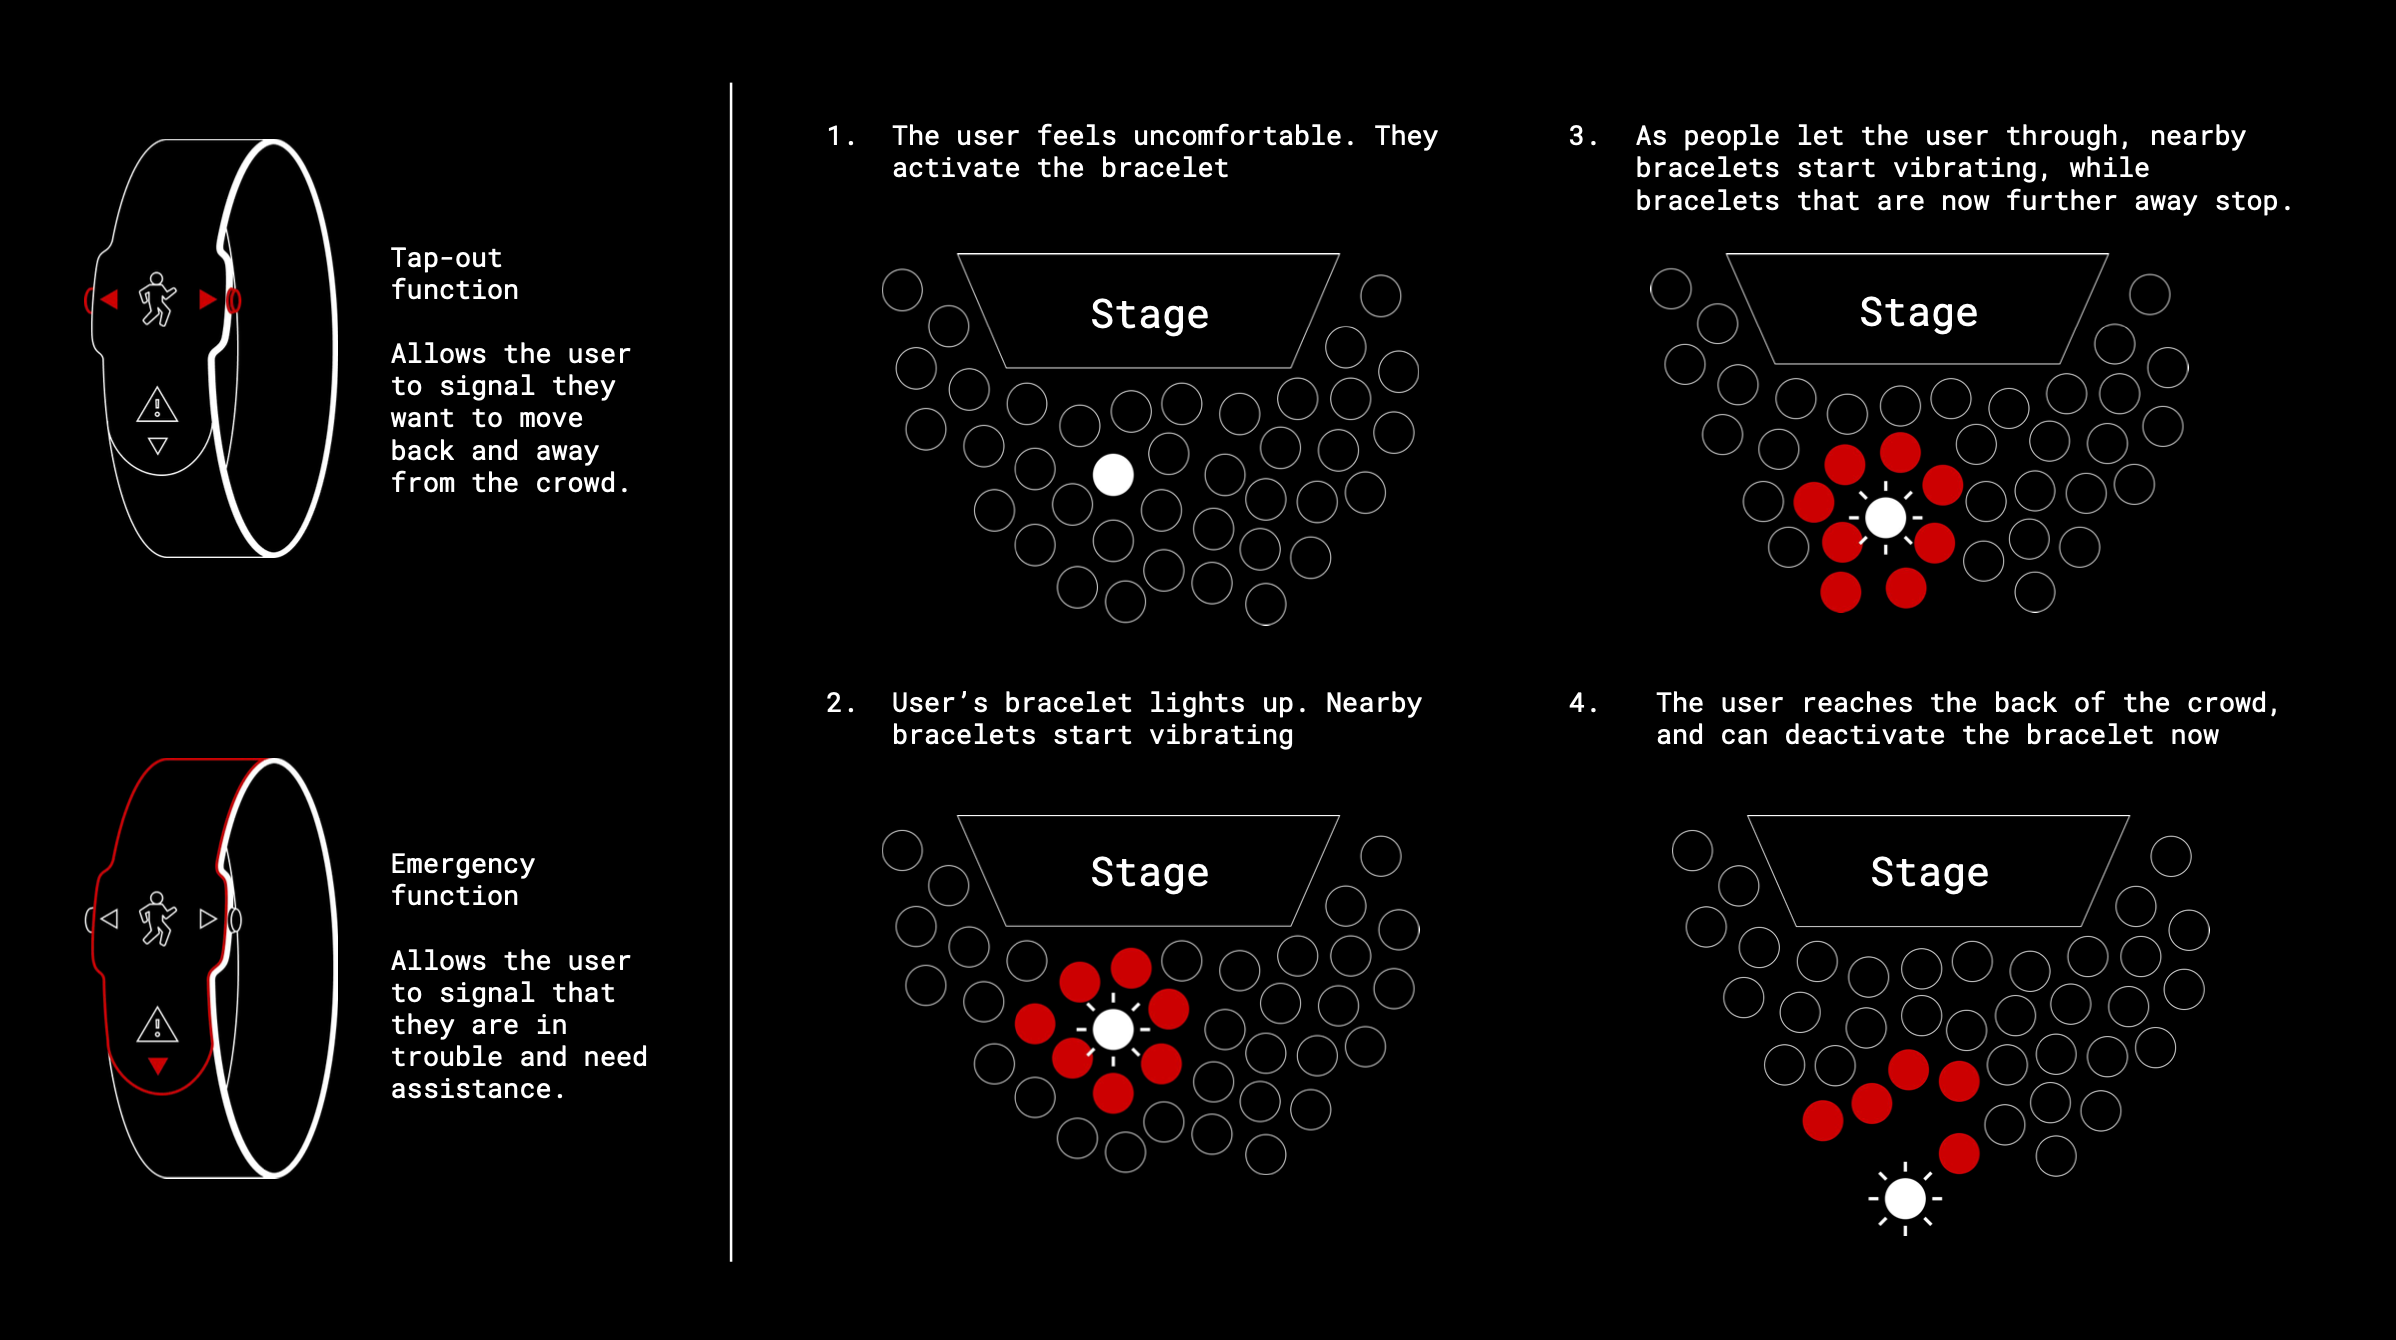 Tap-out
function
Allows the user
to signal they
want to move
back and away
from the crowd.
Emergency
function
Allows the user
to signal that
they are in
trouble and need
assistance.
1. The user feels uncomfortable. They
activate the bracelet
Stage
2. User’s bracelet lights up. Nearby
bracelets start vibrating
Stage
3. As people let the user through, nearby
bracelets start vibrating, while
bracelets that are now further away stop.
Stage
4. The user reaches the back of the crowd,
and can deactivate the bracelet now
Stage